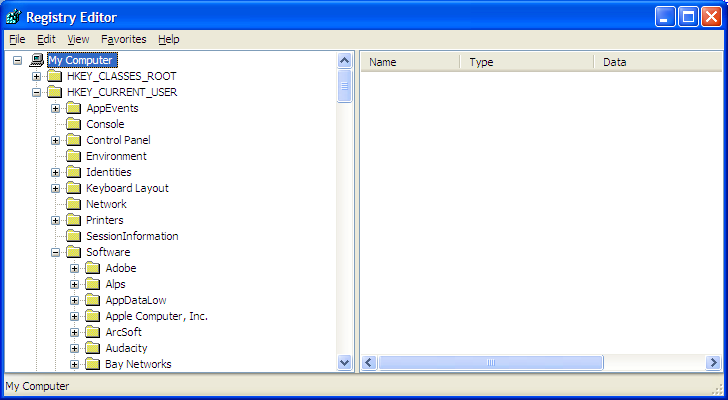 Registry Editor
File Edit View Favorites Help
My Computer
HKEY_CLASSES_ROOT
HKEY_CURRENT_USER
AppEvents
Console
Control Panel
Environment
Identities
Keyboard Layout
Network
Printers
SessionInformation
Software
Adobe
Alps
AppDataLow
Apple Computer, Inc.
ArcSoft
Audacity
Bay Networks
Name Type Data
My Computer